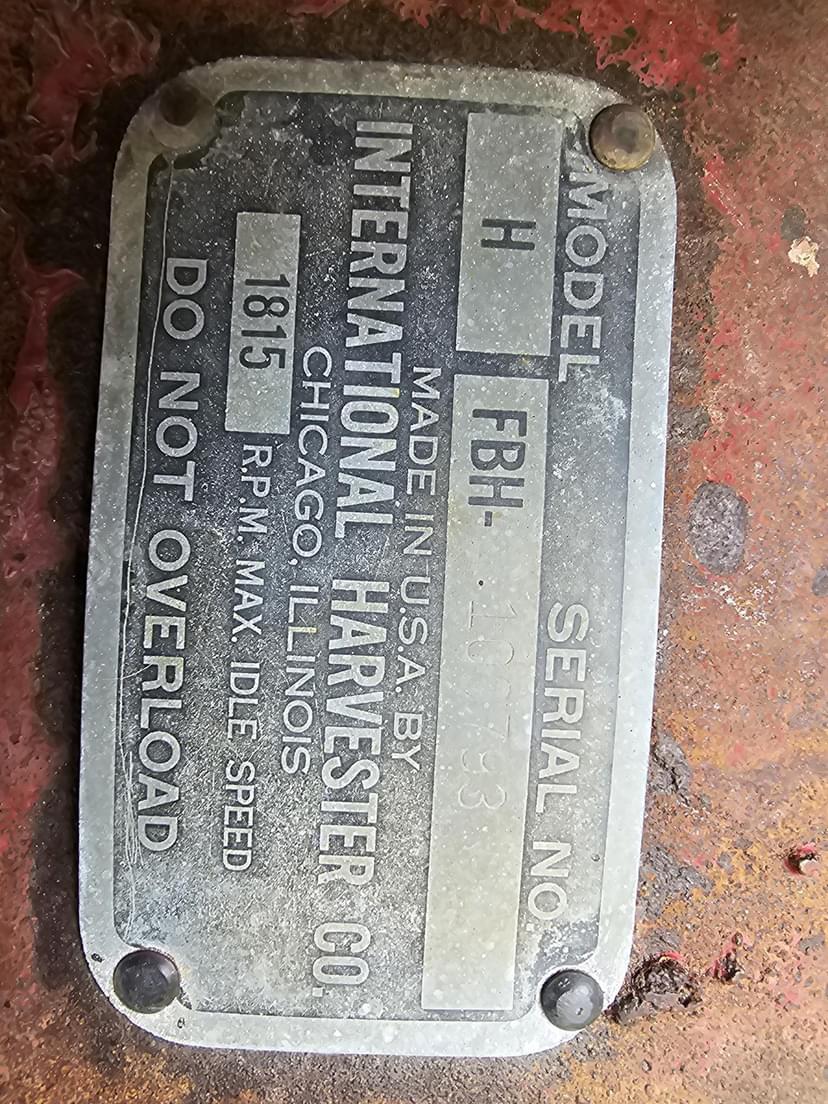 MODEL SERIAL NO.
H FBH-
MADE IN U.S.A. BY
INTERNATIONAL HARVESTER CO.
CHICAGO, ILLINOIS
1815 R.P.M. MAX. IDLE SPEED
DO NOT OVERLOAD